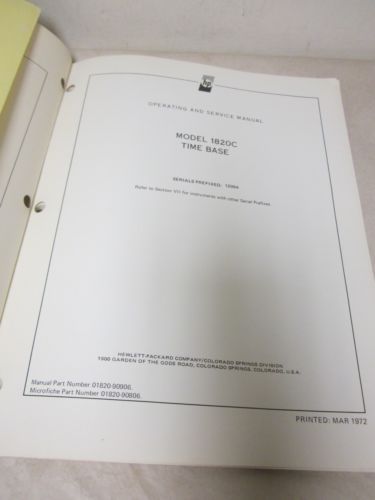 hp
OPERATING AND SERVICE MANUAL
MODEL 1820C
TIME BASE
SERIALS PREFIXED:
Refer to Section VII for instruments with other Serial Prefixes
HEWLETT-PACKARD COMPANY/COLORADO SPRINGS DIVISION
1900 GARDEN OF THE GODS ROAD, COLORADO SPRINGS, COLORADO, U.S.A.
Manual Part Number 01820-90906.
Microfiche Part Number 01820-90806.
PRINTED: MAR 1972